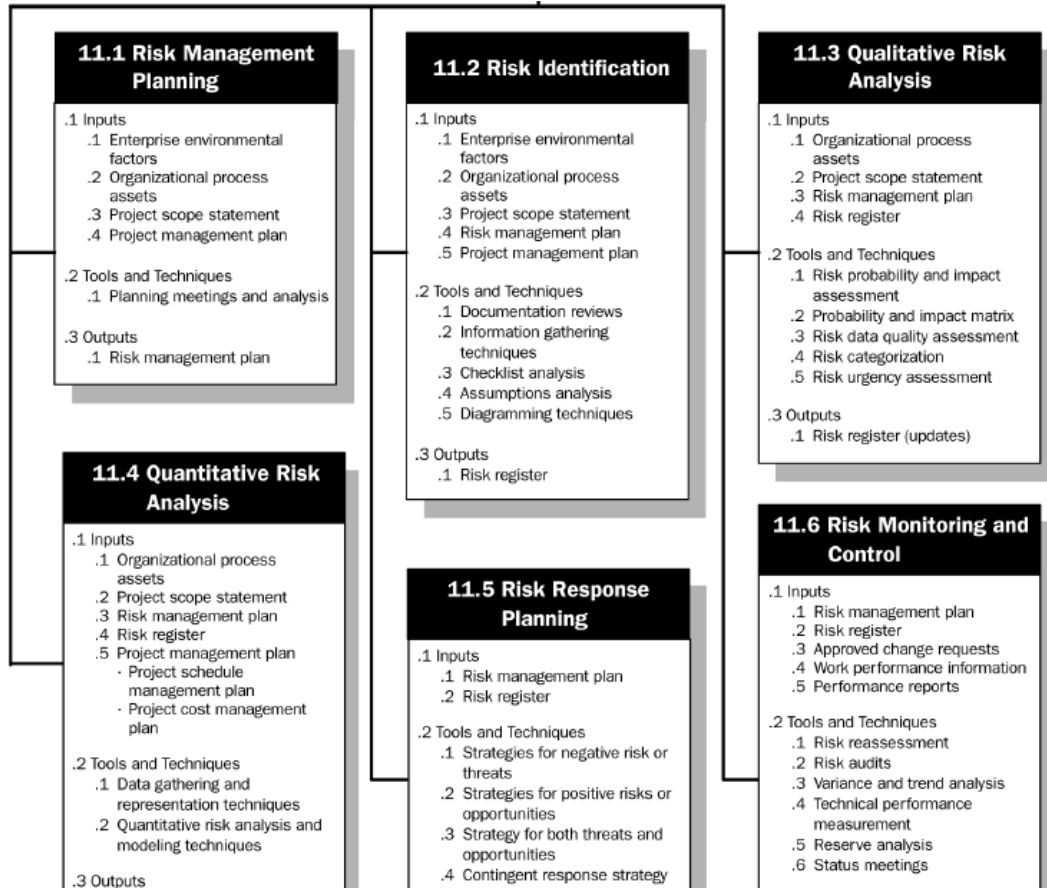 11.1 Risk Management
Planning
.1 Inputs
.1 Enterprise environmental
factors
.2 Organizational process
assets
.3 Project scope statement
.4 Project management plan
.2 Tools and Techniques
.1 Planning meetings and analysis
.3 Outputs
.1 Risk management plan
11.2 Risk Identification
.1 Inputs
.1 Enterprise environmental
factors
.2 Organizational process
assets
.3 Project scope statement
.4 Risk management plan
.5 Project management plan
.2 Tools and Techniques
.1 Documentation reviews
.2 Information gathering
techniques
.3 Checklist analysis
.4 Assumptions analysis
.5 Diagramming techniques
.3 Outputs
.1 Risk register
11.3 Qualitative Risk
Analysis
.1 Inputs
.1 Organizational process
assets
.2 Project scope statement
.3 Risk management plan
.4 Risk register
.2 Tools and Techniques
.1 Risk probability and impact
assessment
.2 Probability and impact matrix
.3 Risk data quality assessment
.4 Risk categorization
.5 Risk urgency assessment
.3 Outputs
.1 Risk register (updates)
11.4 Quantitative Risk
Analysis
.1 Inputs
.1 Organizational process
assets
.2 Project scope statement
.3 Risk management plan
.4 Risk register
.5 Project management plan
· Project schedule
management plan
· Project cost management
plan
.2 Tools and Techniques
.1 Data gathering and
representation techniques
.2 Quantitative risk analysis and
modeling techniques
.3 Outputs
11.5 Risk Response
Planning
.1 Inputs
.1 Risk management plan
.2 Risk register
.2 Tools and Techniques
.1 Strategies for negative risk or
threats
.2 Strategies for positive risks or
opportunities
.3 Strategy for both threats and
opportunities
.4 Contingent response strategy
11.6 Risk Monitoring and
Control
.1 Inputs
.1 Risk management plan
.2 Risk register
.3 Approved change requests
.4 Work performance information
.5 Performance reports
.2 Tools and Techniques
.1 Risk reassessment
.2 Risk audits
.3 Variance and trend analysis
.4 Technical performance
measurement
.5 Reserve analysis
.6 Status meetings